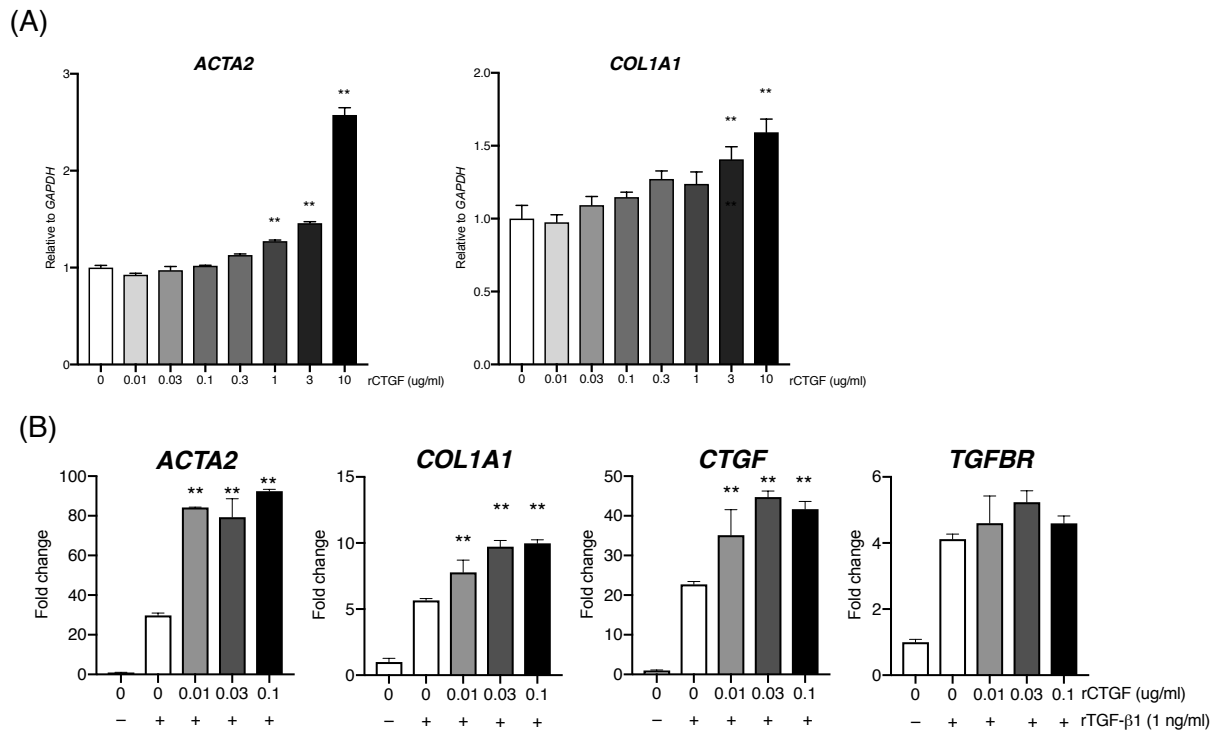 (A)
ACTA2
COL1A1
Relative to GAPDH
3
2
1
0
** ** **
0 0.01 0.03 0.1 0.3 1 3 10 rCTGF (ug/ml)
Relative to GAPDH
2.0
1.5
1.0
0.5
0.0
** **
**
0 0.01 0.03 0.1 0.3 1 3 10 rCTGF (ug/ml)
(B)
ACTA2
COL1A1
CTGF
TGFBR
Fold change
100
80
60
40
20
0
** ** **
0 0 0.01 0.03 0.1
– + + + +
Fold change
15
10
5
0
** ** **
0 0 0.01 0.03 0.1
– + + + +
Fold change
50
40
30
20
10
0
** ** **
0 0 0.01 0.03 0.1
– + + + +
Fold change
6
4
2
0
0 0 0.01 0.03 0.1 rCTGF (ug/ml)
– + + + + rTGF-β1 (1 ng/ml)